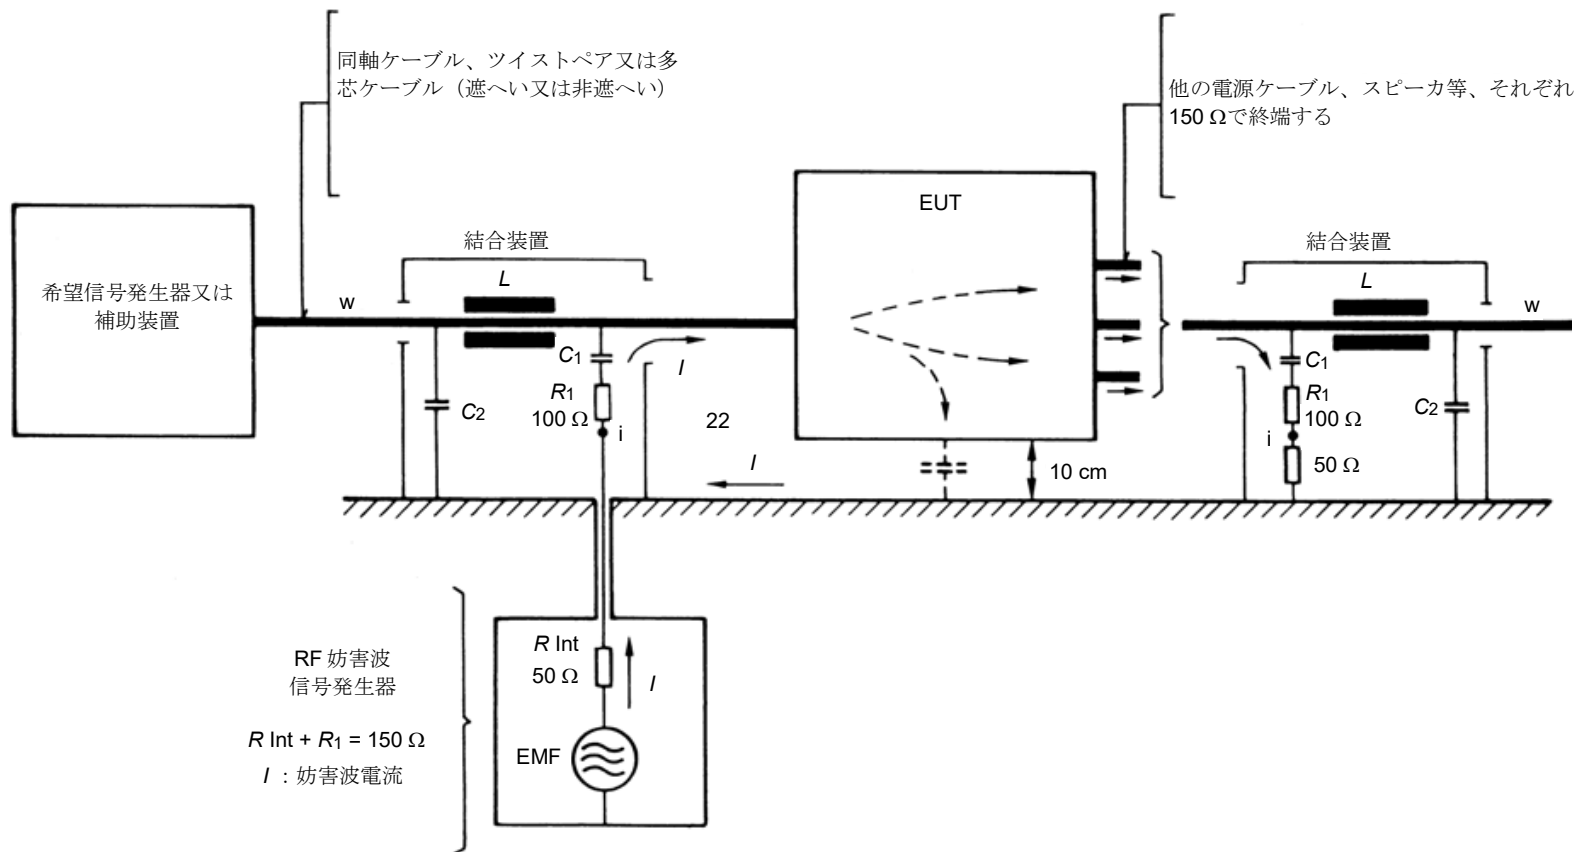 同軸ケーブル、ツイストペア又は多
芯ケーブル（遮へい又は非遮へい）
他の電源ケーブル、スピーカ等、それぞれ
150 Ωで終端する
EUT
結合装置
結合装置
L
L
希望信号発生器又は
補助装置
w
w
C1
I
C1
R1
100 Ω
C2
i
22
R1
100 Ω
C2
i
50 Ω
I
10 cm
R Int
50 Ω
I
RF 妨害波
信号発生器
R Int + R1 = 150 Ω
I ：妨害波電流
EMF